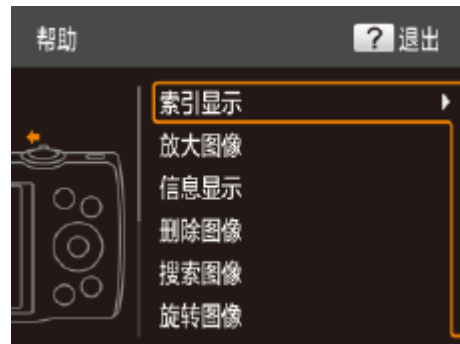 帮助 ? 退出
索引显示
放大图像
信息显示
删除图像
搜索图像
旋转图像